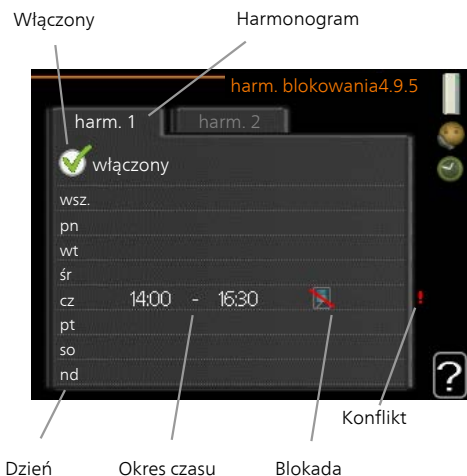 Włączony Harmonogram
harm. blokowania4.9.5
harm. 1 harm. 2
włączony
wsz.
pn
wt
śr
cz 14:00 - 16:30 !
pt
so
nd
?
Konflikt
Dzień Okres czasu Blokada